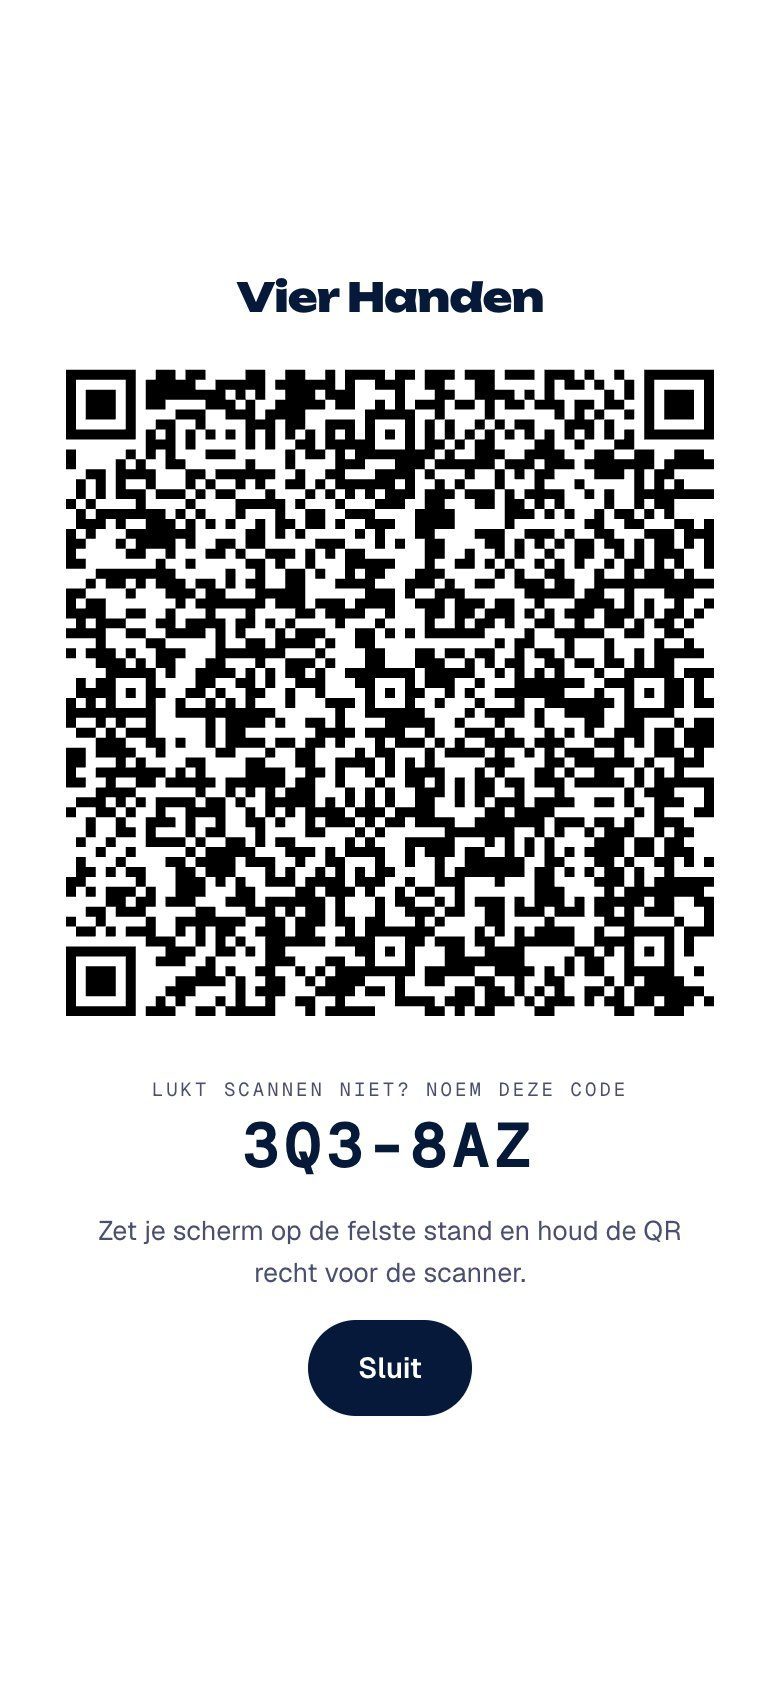 Vier Handen
LUKT SCANNEN NIET? NOEM DEZE CODE
3Q3-8AZ
Zet je scherm op de felste stand en houd de QR
recht voor de scanner.
Sluit